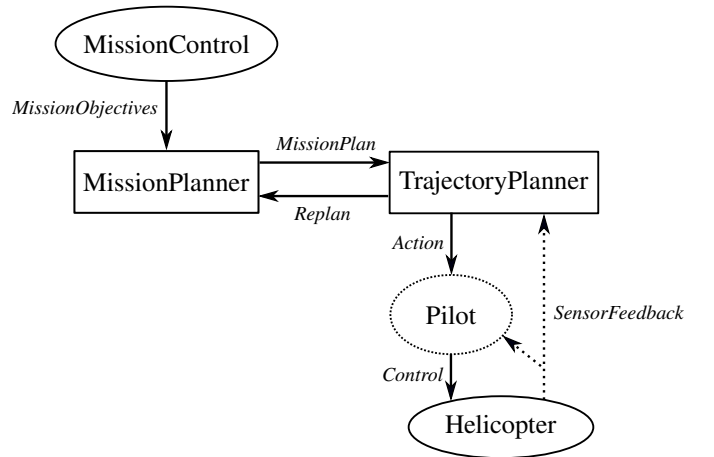 MissionControl
MissionObjectives
MissionPlan
MissionPlanner
TrajectoryPlanner
Replan
Action
Pilot
SensorFeedback
Control
Helicopter